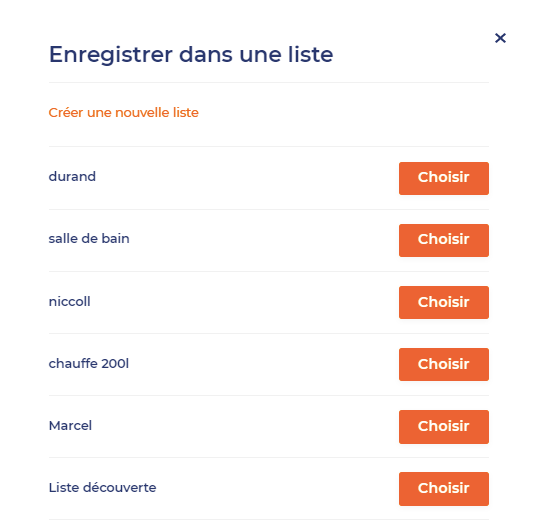 ×
Enregistrer dans une liste
Créer une nouvelle liste
durand Choisir
salle de bain Choisir
niccoll Choisir
chauffe 200l Choisir
Marcel Choisir
Liste découverte Choisir